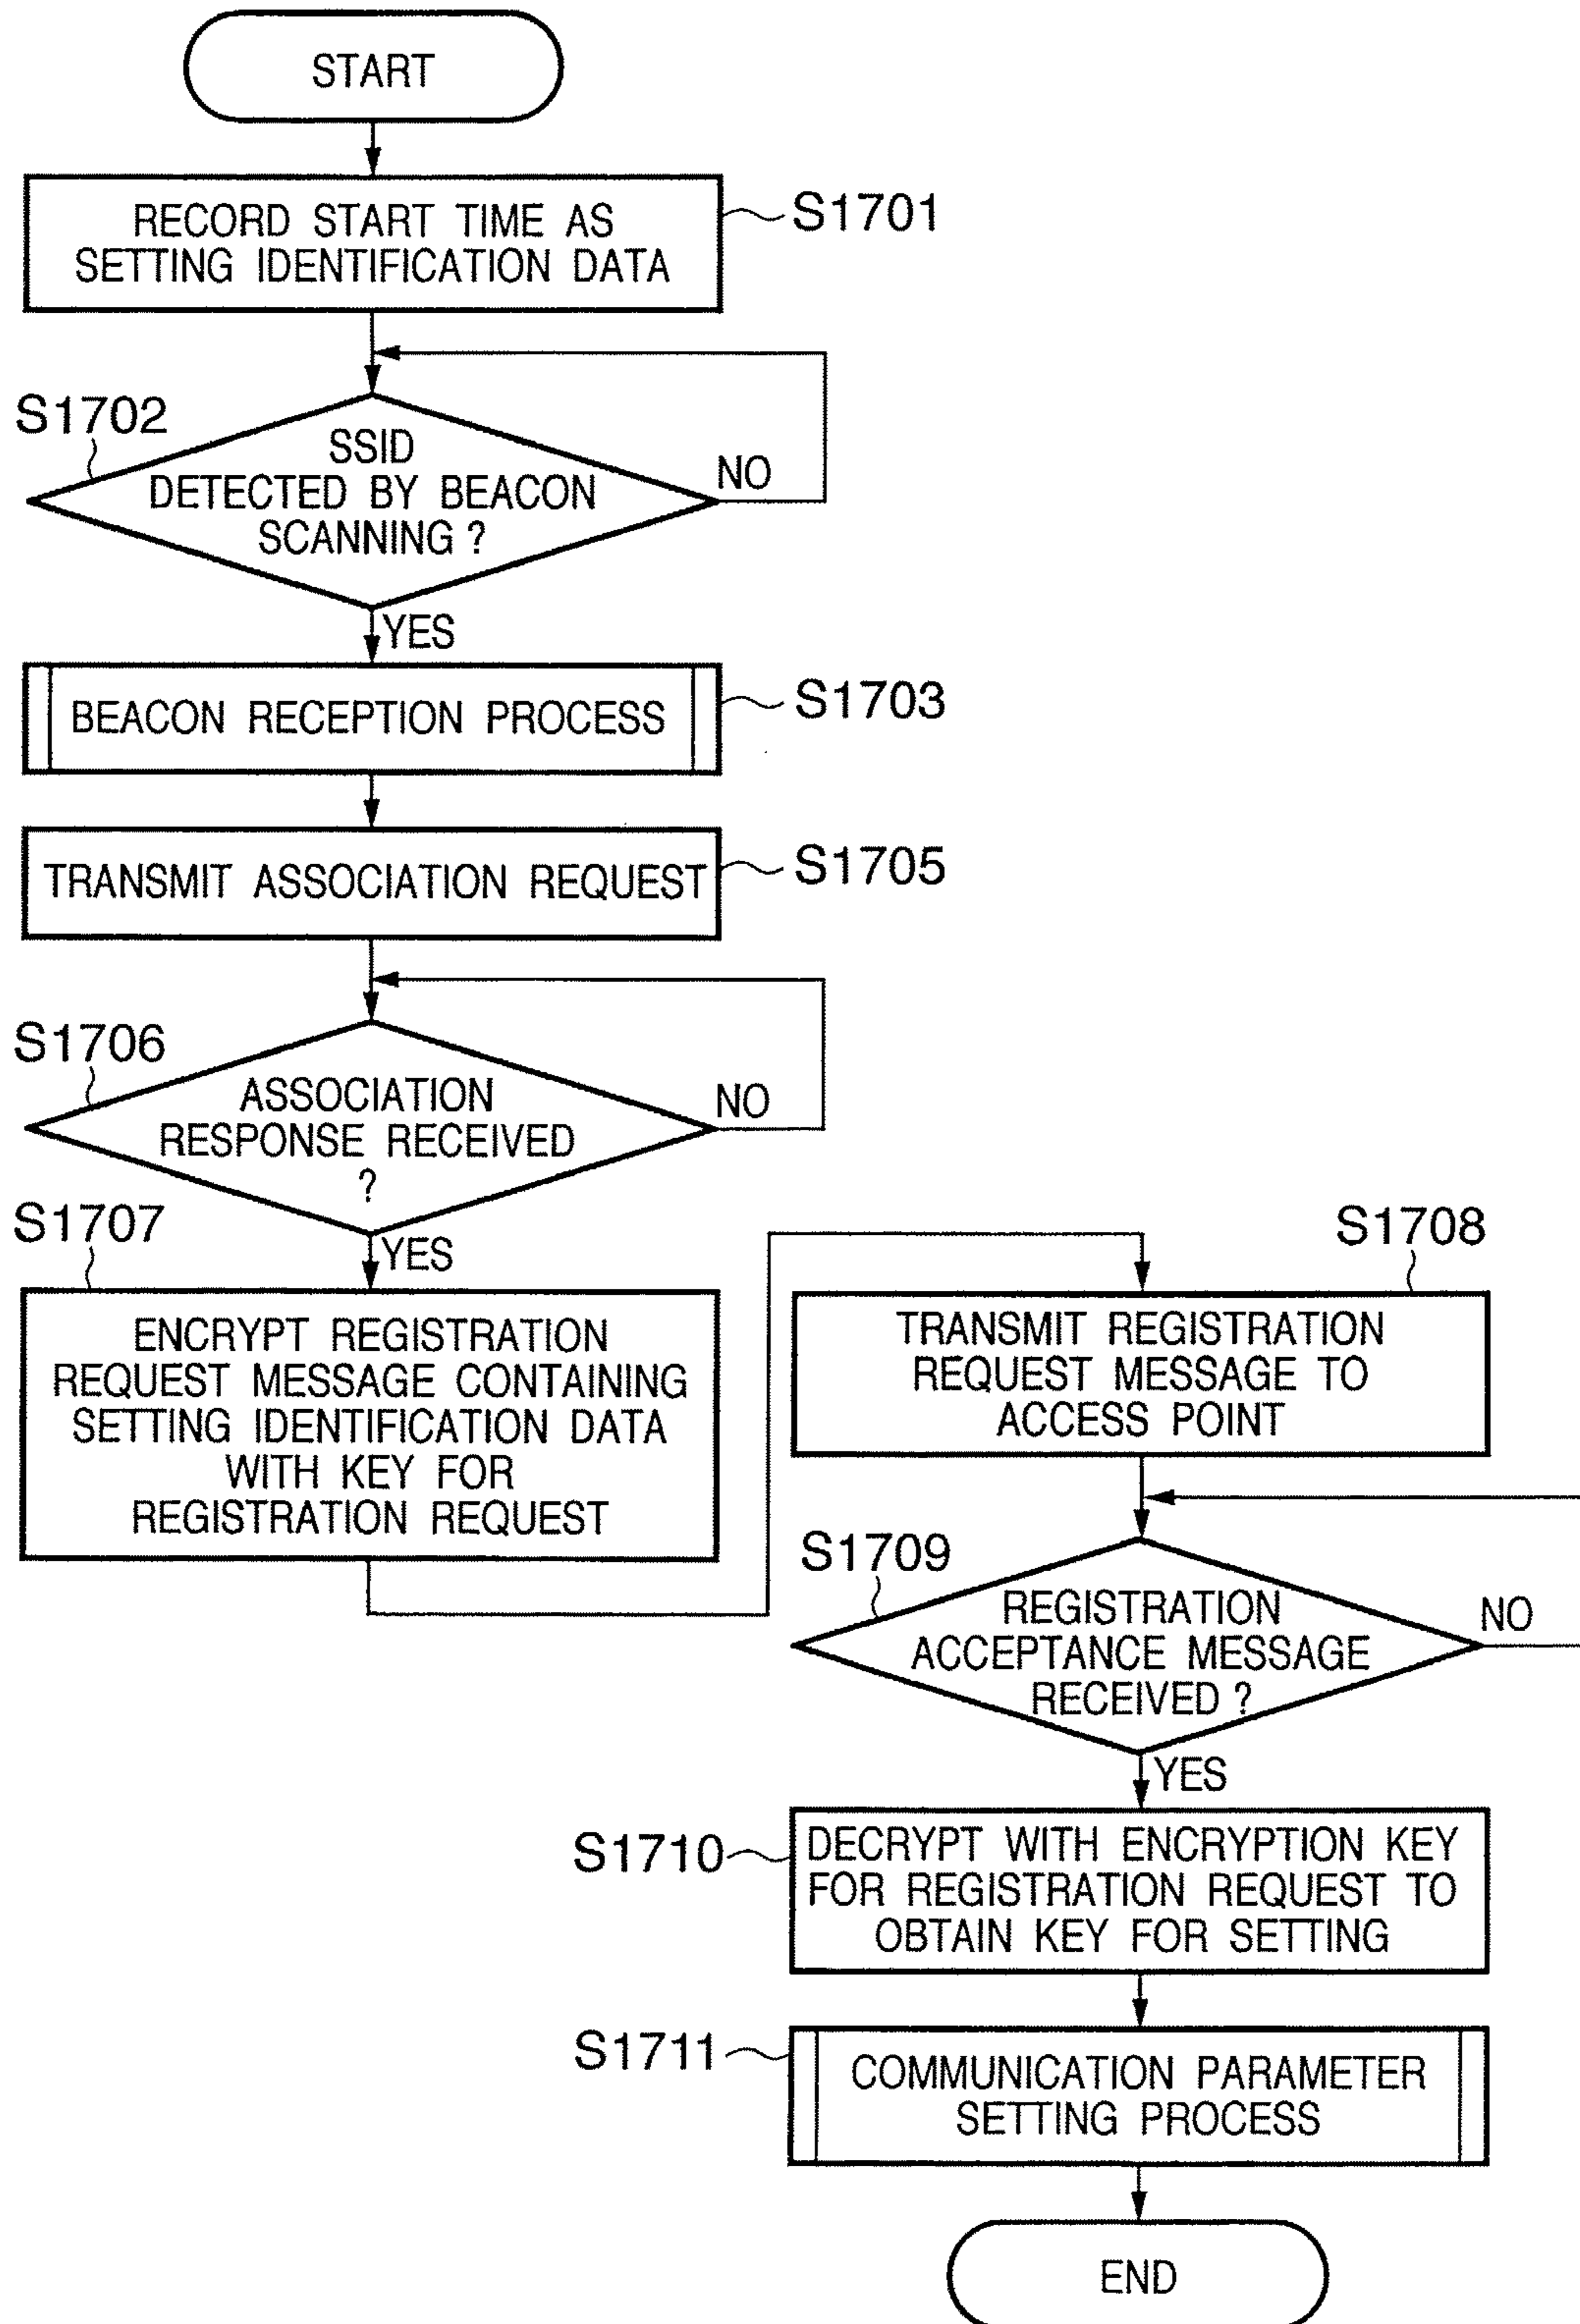 START
RECORD START TIME AS
SETTING IDENTIFICATION DATA
S1701
S1702
SSID
DETECTED BY BEACON
SCANNING ?
NO
YES
BEACON RECEPTION PROCESS
S1703
TRANSMIT ASSOCIATION REQUEST
S1705
S1706
ASSOCIATION
RESPONSE RECEIVED
?
NO
YES
S1707
ENCRYPT REGISTRATION
REQUEST MESSAGE CONTAINING
SETTING IDENTIFICATION DATA
WITH KEY FOR
REGISTRATION REQUEST
S1708
TRANSMIT REGISTRATION
REQUEST MESSAGE TO
ACCESS POINT
S1709
REGISTRATION
ACCEPTANCE MESSAGE
RECEIVED ?
NO
YES
S1710
DECRYPT WITH ENCRYPTION KEY
FOR REGISTRATION REQUEST TO
OBTAIN KEY FOR SETTING
S1711
COMMUNICATION PARAMETER
SETTING PROCESS
END